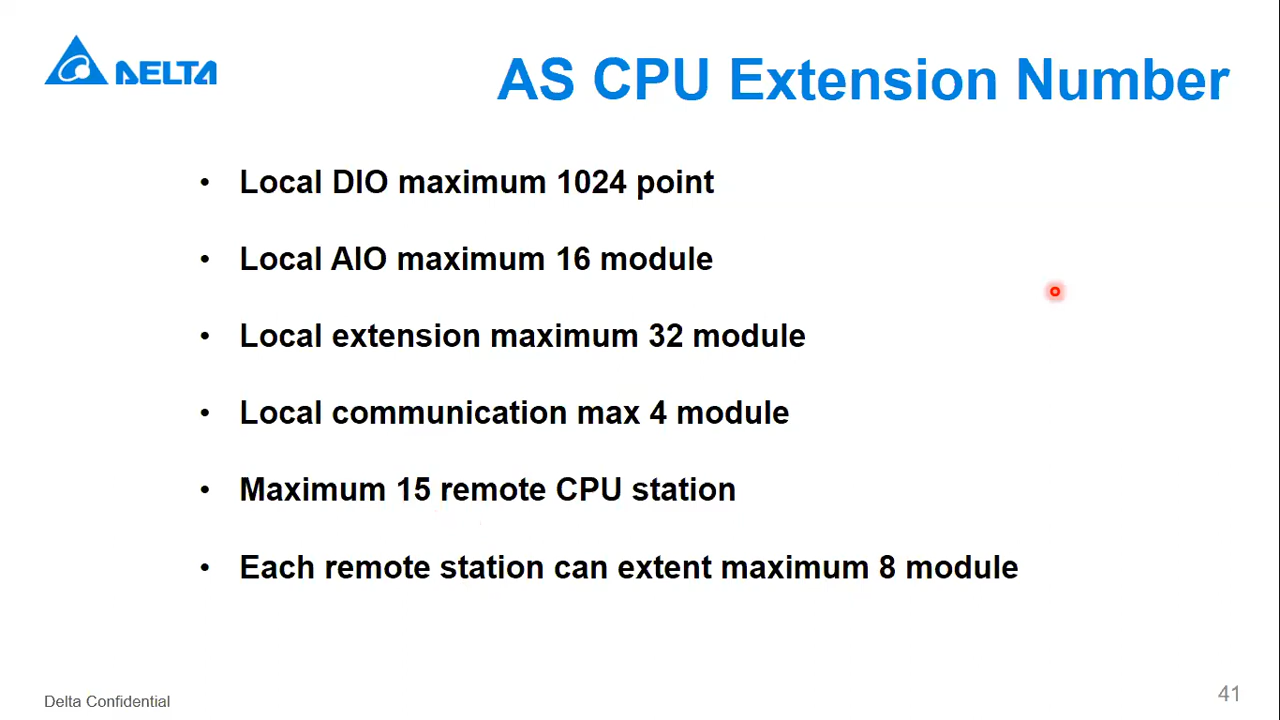 DELTA
AS CPU Extension Number
• Local DIO maximum 1024 point
• Local AIO maximum 16 module
• Local extension maximum 32 module
• Local communication max 4 module
• Maximum 15 remote CPU station
• Each remote station can extent maximum 8 module
Delta Confidential
41